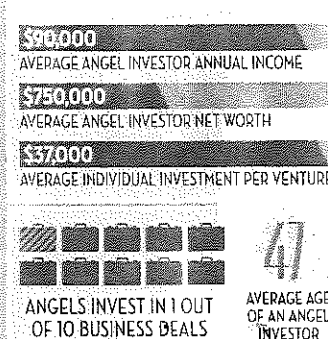 $90,000
AVERAGE ANGEL INVESTOR ANNUAL INCOME
$750,000
AVERAGE ANGEL INVESTOR NET WORTH
$37,000
AVERAGE INDIVIDUAL INVESTMENT PER VENTURE
ANGELS INVEST IN 1 OUT
OF 10 BUSINESS DEALS
47
AVERAGE AGE
OF AN ANGEL
INVESTOR